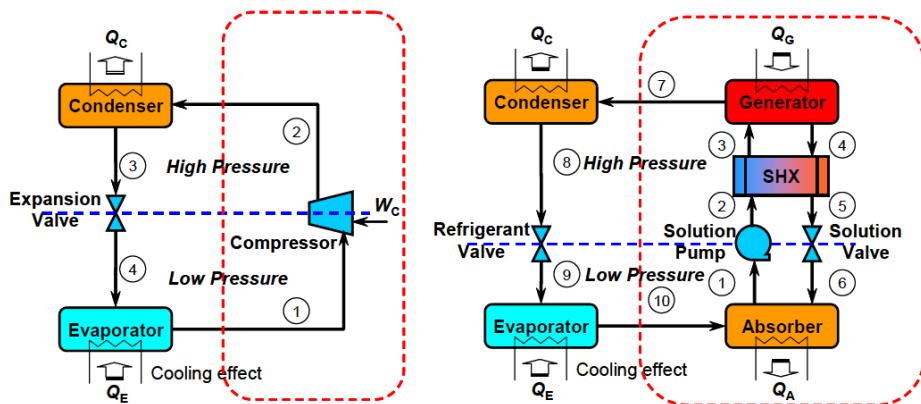 Q_C
Condenser
2
3
High Pressure
Expansion
Valve
W_C
Compressor
4
Low Pressure
1
Evaporator
Cooling effect
Q_E
Q_C
Q_G
Condenser
7
Generator
3
4
8
High Pressure
SHX
2
5
Refrigerant
Valve
Solution
Pump
Solution
Valve
9
Low Pressure
1
6
10
Evaporator
Absorber
Cooling effect
Q_E
Q_A